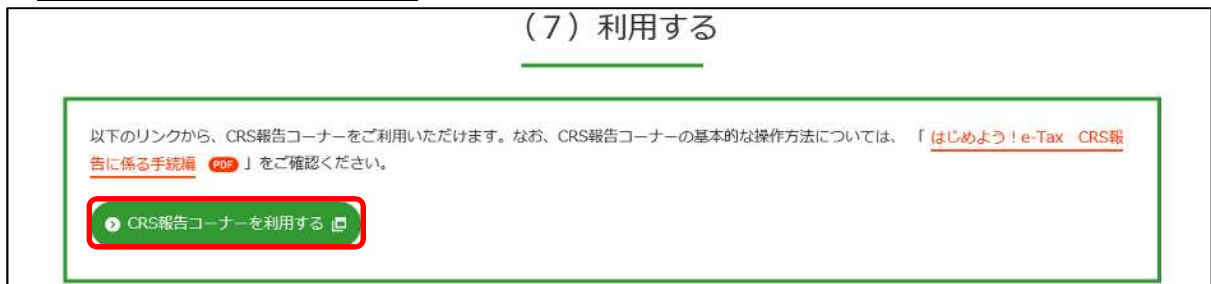 （7）利用する
以下のリンクから、CRS報告コーナーをご利用いただけます。なお、CRS報告コーナーの基本的な操作方法については、「はじめよう！e-Tax　CRS報
告に係る手続編 PDF 」をご確認ください。
CRS報告コーナーを利用する